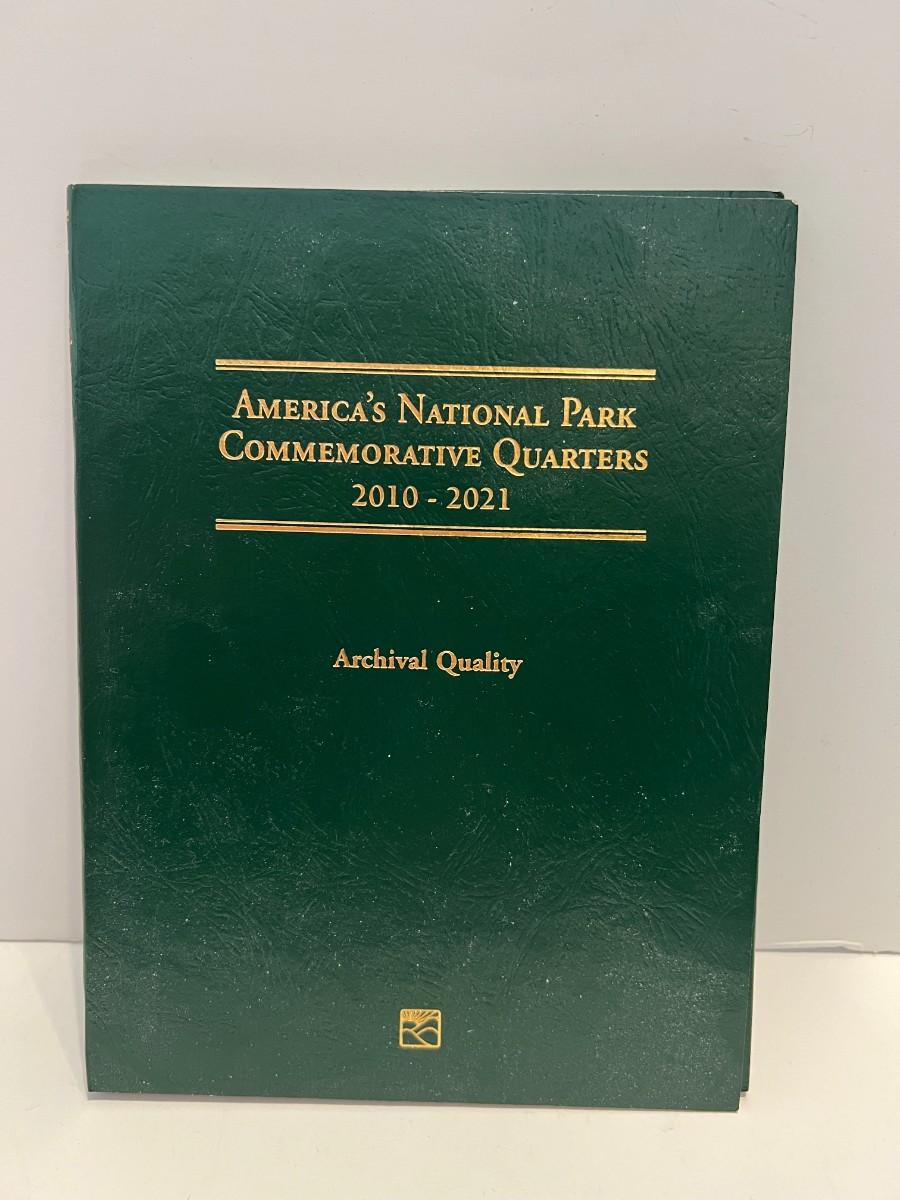 America's National Park
Commemorative Quarters
2010 - 2021
Archival Quality